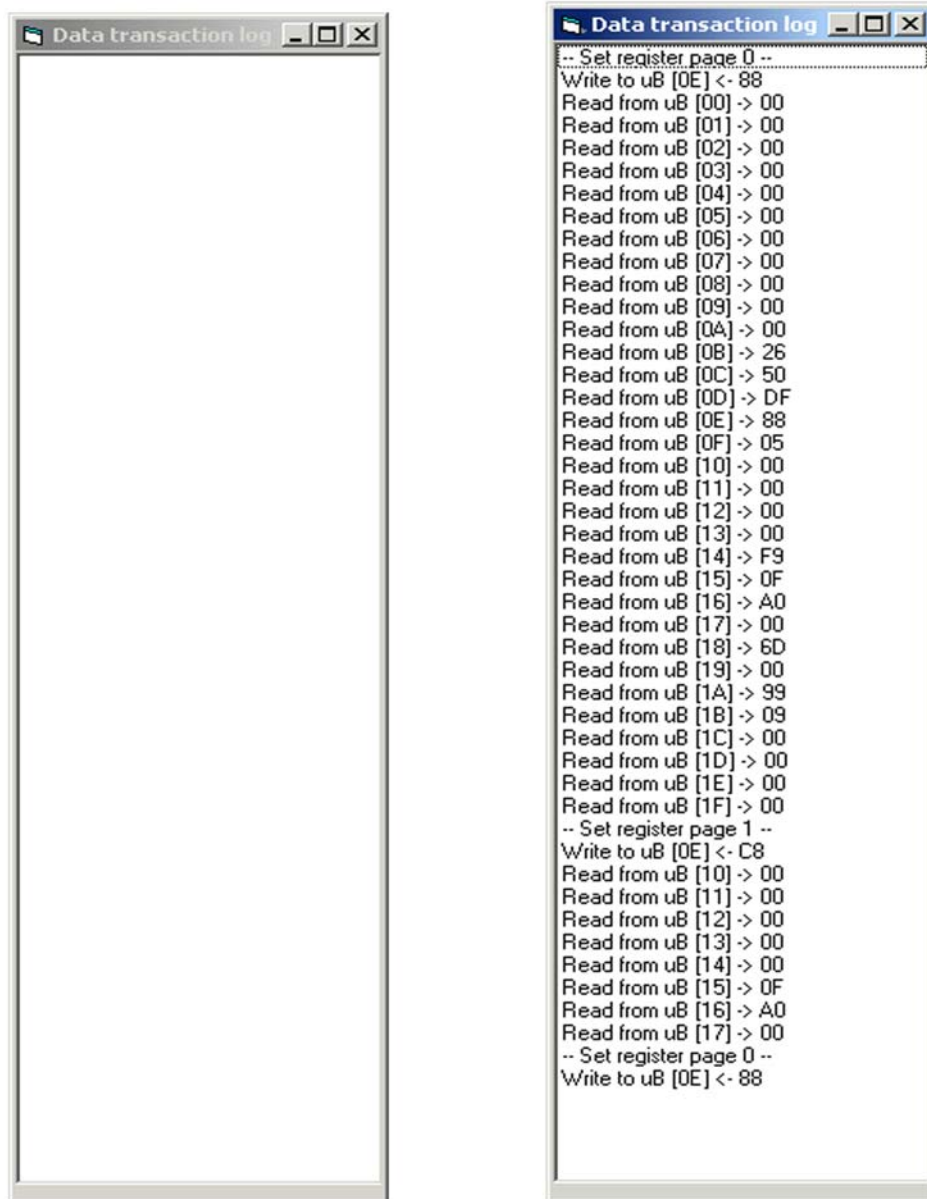 Data transaction log
Data transaction log
-- Set register page 0 --
Write to uB [0E] <- 88
Read from uB [00] -> 00
Read from uB [01] -> 00
Read from uB [02] -> 00
Read from uB [03] -> 00
Read from uB [04] -> 00
Read from uB [05] -> 00
Read from uB [06] -> 00
Read from uB [07] -> 00
Read from uB [08] -> 00
Read from uB [09] -> 00
Read from uB [0A] -> 00
Read from uB [0B] -> 26
Read from uB [0C] -> 50
Read from uB [0D] -> DF
Read from uB [0E] -> 88
Read from uB [0F] -> 05
Read from uB [10] -> 00
Read from uB [11] -> 00
Read from uB [12] -> 00
Read from uB [13] -> 00
Read from uB [14] -> F9
Read from uB [15] -> 0F
Read from uB [16] -> A0
Read from uB [17] -> 00
Read from uB [18] -> 6D
Read from uB [19] -> 00
Read from uB [1A] -> 99
Read from uB [1B] -> 09
Read from uB [1C] -> 00
Read from uB [1D] -> 00
Read from uB [1E] -> 00
Read from uB [1F] -> 00
-- Set register page 1 --
Write to uB [0E] <- C8
Read from uB [10] -> 00
Read from uB [11] -> 00
Read from uB [12] -> 00
Read from uB [13] -> 00
Read from uB [14] -> 00
Read from uB [15] -> 0F
Read from uB [16] -> A0
Read from uB [17] -> 00
-- Set register page 0 --
Write to uB [0E] <- 88